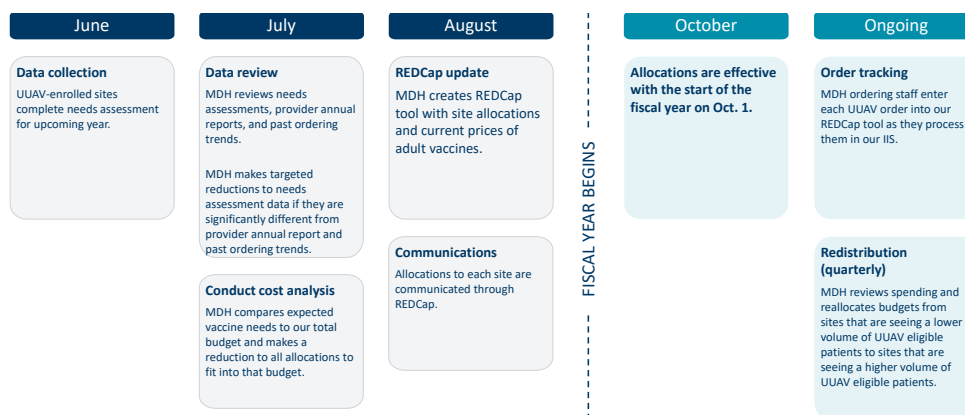 June
Data collection
UUAV-enrolled sites
complete needs assessment
for upcoming year.
July
Data review
MDH reviews needs
assessments, provider annual
reports, and past ordering
trends.
MDH makes targeted
reductions to needs
assessment data if they are
significantly different from
provider annual report and
past ordering trends.
Conduct cost analysis
MDH compares expected
vaccine needs to our total
budget and makes a
reduction to all allocations to
fit into that budget.
August
REDCap update
MDH creates REDCap
tool with site allocations
and current prices of
adult vaccines.
Communications
Allocations to each site are
communicated through
REDCap.
FISCAL YEAR BEGINS
October
Allocations are effective
with the start of the
fiscal year on Oct. 1.
Ongoing
Order tracking
MDH ordering staff enter
each UUAV order into our
REDCap tool as they process
them in our IIS.
Redistribution
(quarterly)
MDH reviews spending and
reallocates budgets from
sites that are seeing a lower
volume of UUAV eligible
patients to sites that are
seeing a higher volume of
UUAV eligible patients.